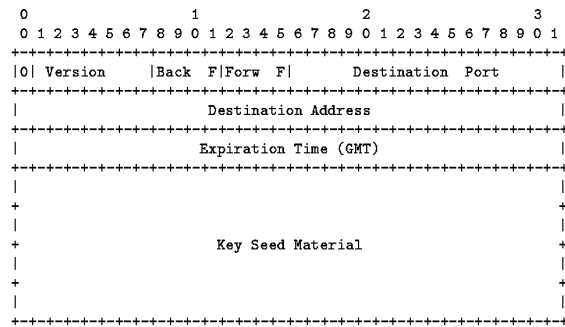 0                   1                   2                   3
0 1 2 3 4 5 6 7 8 9 0 1 2 3 4 5 6 7 8 9 0 1 2 3 4 5 6 7 8 9 0 1
+-+-+-+-+-+-+-+-+-+-+-+-+-+-+-+-+-+-+-+-+-+-+-+-+-+-+-+-+-+-+-+-+
|0| Version     |Back  F|Forw  F|       Destination  Port       |
+-+-+-+-+-+-+-+-+-+-+-+-+-+-+-+-+-+-+-+-+-+-+-+-+-+-+-+-+-+-+-+-+
|                      Destination Address                      |
+-+-+-+-+-+-+-+-+-+-+-+-+-+-+-+-+-+-+-+-+-+-+-+-+-+-+-+-+-+-+-+-+
|                     Expiration Time (GMT)                     |
+-+-+-+-+-+-+-+-+-+-+-+-+-+-+-+-+-+-+-+-+-+-+-+-+-+-+-+-+-+-+-+-+
|                                                               |
+                                                               +
|                                                               |
+                       Key Seed Material                       +
|                                                               |
+                                                               +
|                                                               |
+-+-+-+-+-+-+-+-+-+-+-+-+-+-+-+-+-+-+-+-+-+-+-+-+-+-+-+-+-+-+-+-+